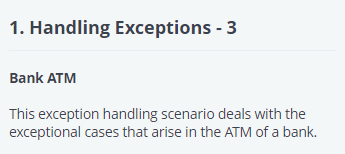 1. Handling Exceptions - 3
Bank ATM
This exception handling scenario deals with the
exceptional cases that arise in the ATM of a bank.